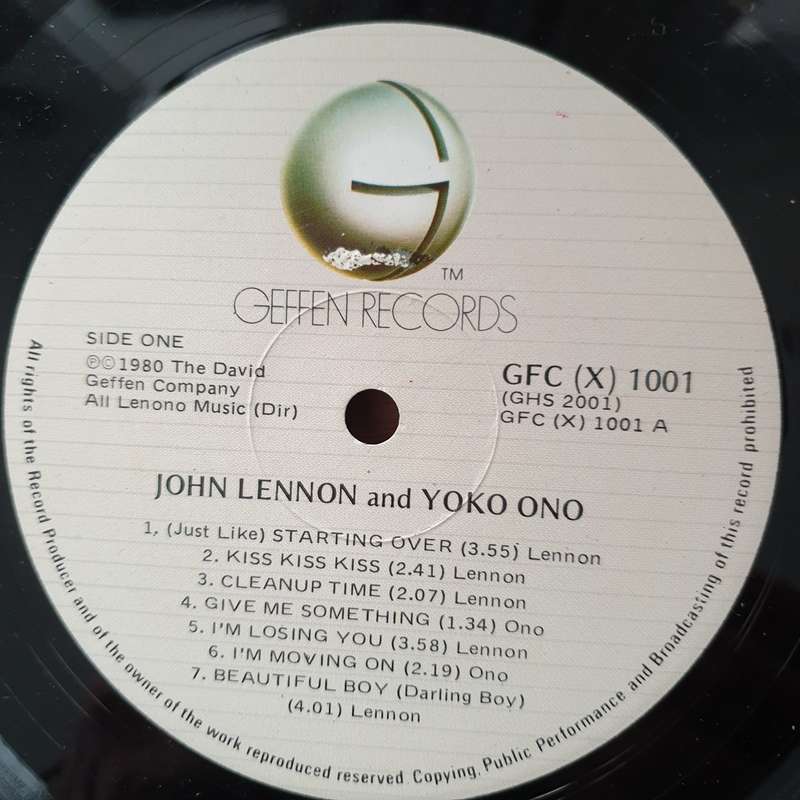 TM
GEFFEN RECORDS
SIDE ONE
℗©1980 The David
Geffen Company
All Lenono Music (Dir)
GFC (X) 1001
(GHS 2001)
GFC (X) 1001 A
JOHN LENNON and YOKO ONO
1, (Just Like) STARTING OVER (3.55) Lennon
2. KISS KISS KISS (2.41) Lennon
3. CLEANUP TIME (2.07) Lennon
4. GIVE ME SOMETHING (1.34) Ono
5. I'M LOSING YOU (3.58) Lennon
6. I'M MOVING ON (2.19) Ono
7. BEAUTIFUL BOY (Darling Boy)
(4.01) Lennon
All rights of the Record Producer and of the owner of the work reproduced reserved Copying, Public Performance and Broadcasting of this record prohibited